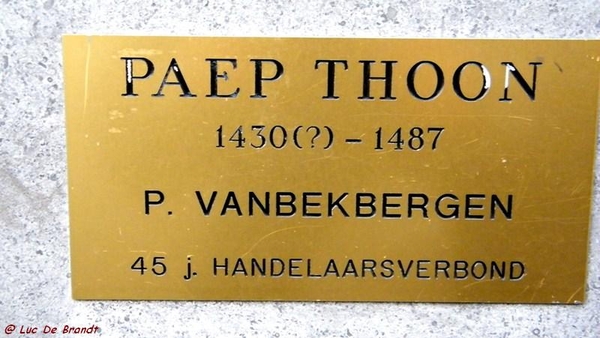 PAEP THOON
1430(?) – 1487
P. VANBEKBERGEN
45 j. HANDELAARSVERBOND
@ Luc De Brandt